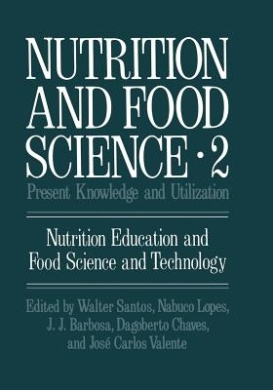 NUTRITION
AND FOOD
SCIENCE · 2
Present Knowledge and Utilization
Nutrition Education and
Food Science and Technology
Edited by Walter Santos, Nabuco Lopes,
J. J. Barbosa, Dagoberto Chaves,
and José Carlos Valente